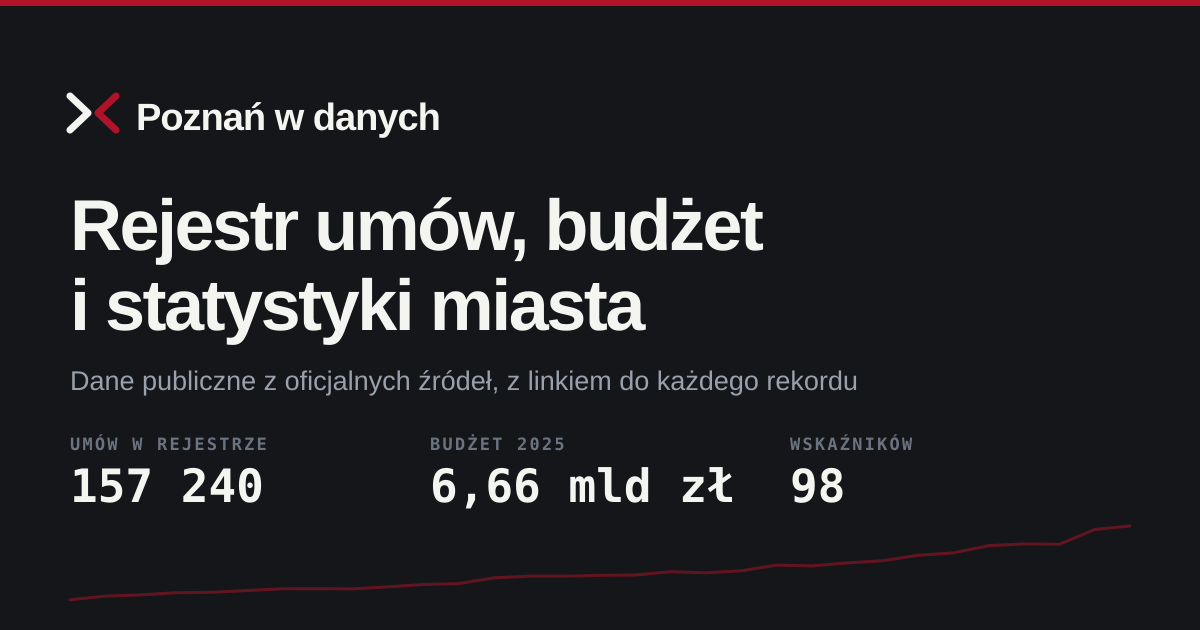 Poznań w danych
Rejestr umów, budżet
i statystyki miasta
Dane publiczne z oficjalnych źródeł, z linkiem do każdego rekordu
UMÓW W REJESTRZE
157 240
BUDŻET 2025
6,66 mld zł
WSKAŹNIKÓW
98